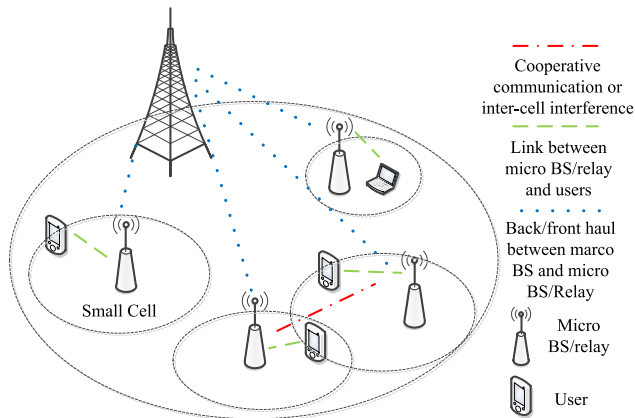 Cooperative
communication or
inter-cell interference
Link between
micro BS/relay
and users
Back/front haul
between marco
BS and micro
BS/Relay
Micro
BS/relay
User
Small Cell